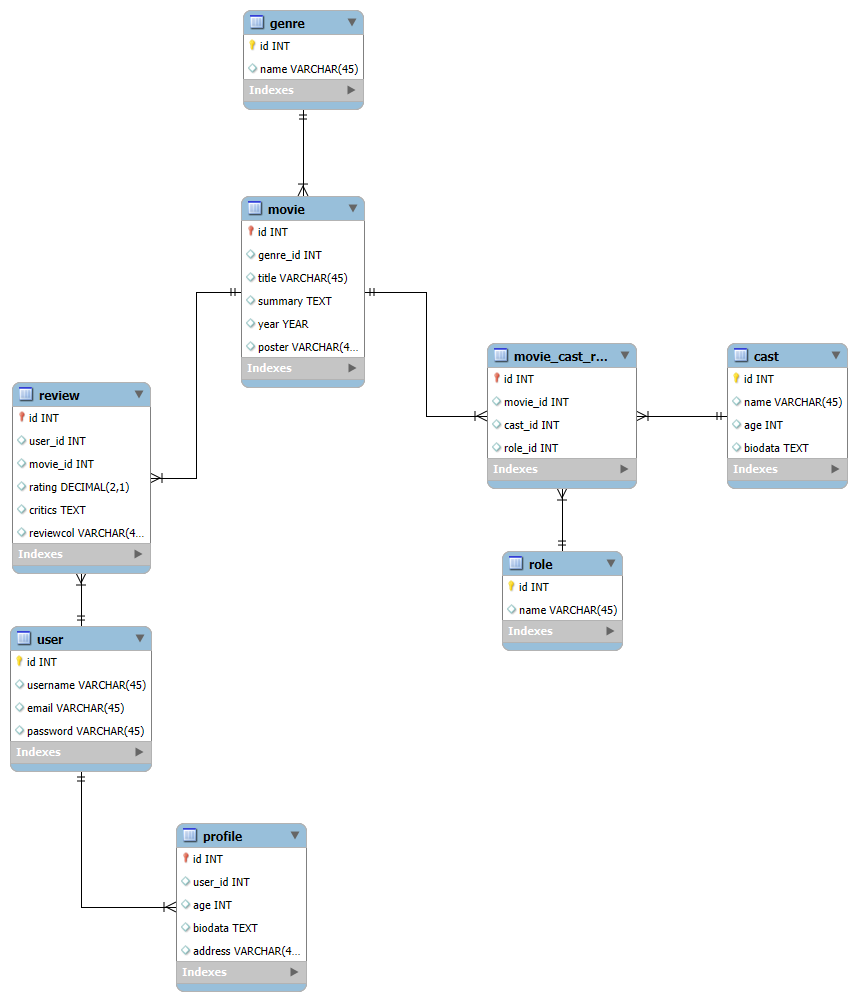 genre
id INT
name VARCHAR(45)
Indexes
movie
id INT
genre_id INT
title VARCHAR(45)
summary TEXT
year YEAR
poster VARCHAR(4...
Indexes
movie_cast_r...
id INT
movie_id INT
cast_id INT
role_id INT
Indexes
cast
id INT
name VARCHAR(45)
age INT
biodata TEXT
Indexes
review
id INT
user_id INT
movie_id INT
rating DECIMAL(2,1)
critics TEXT
reviewcol VARCHAR(4...
Indexes
role
id INT
name VARCHAR(45)
Indexes
user
id INT
username VARCHAR(45)
email VARCHAR(45)
password VARCHAR(45)
Indexes
profile
id INT
user_id INT
age INT
biodata TEXT
address VARCHAR(4...
Indexes